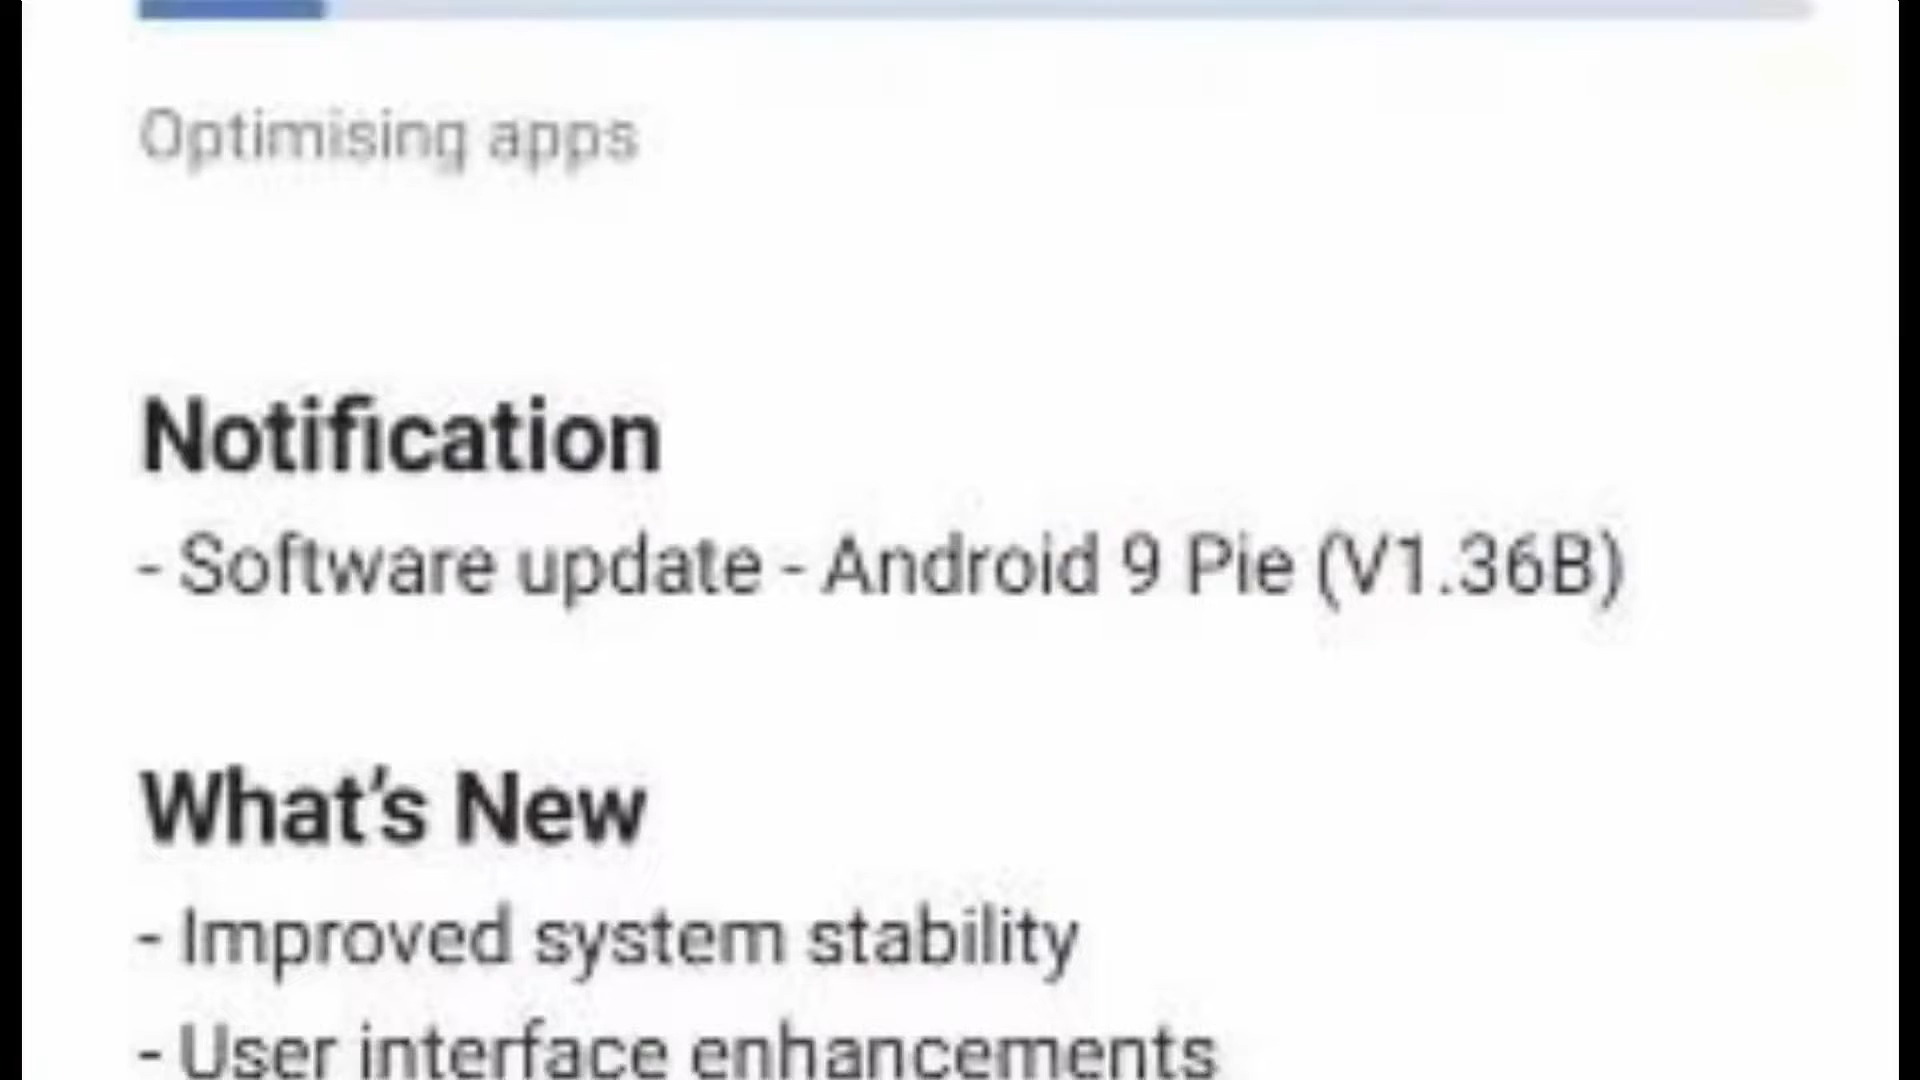 Optimising apps
Notification
- Software update - Android 9 Pie (V1.36B)
What's New
- Improved system stability
- User interface enhancements